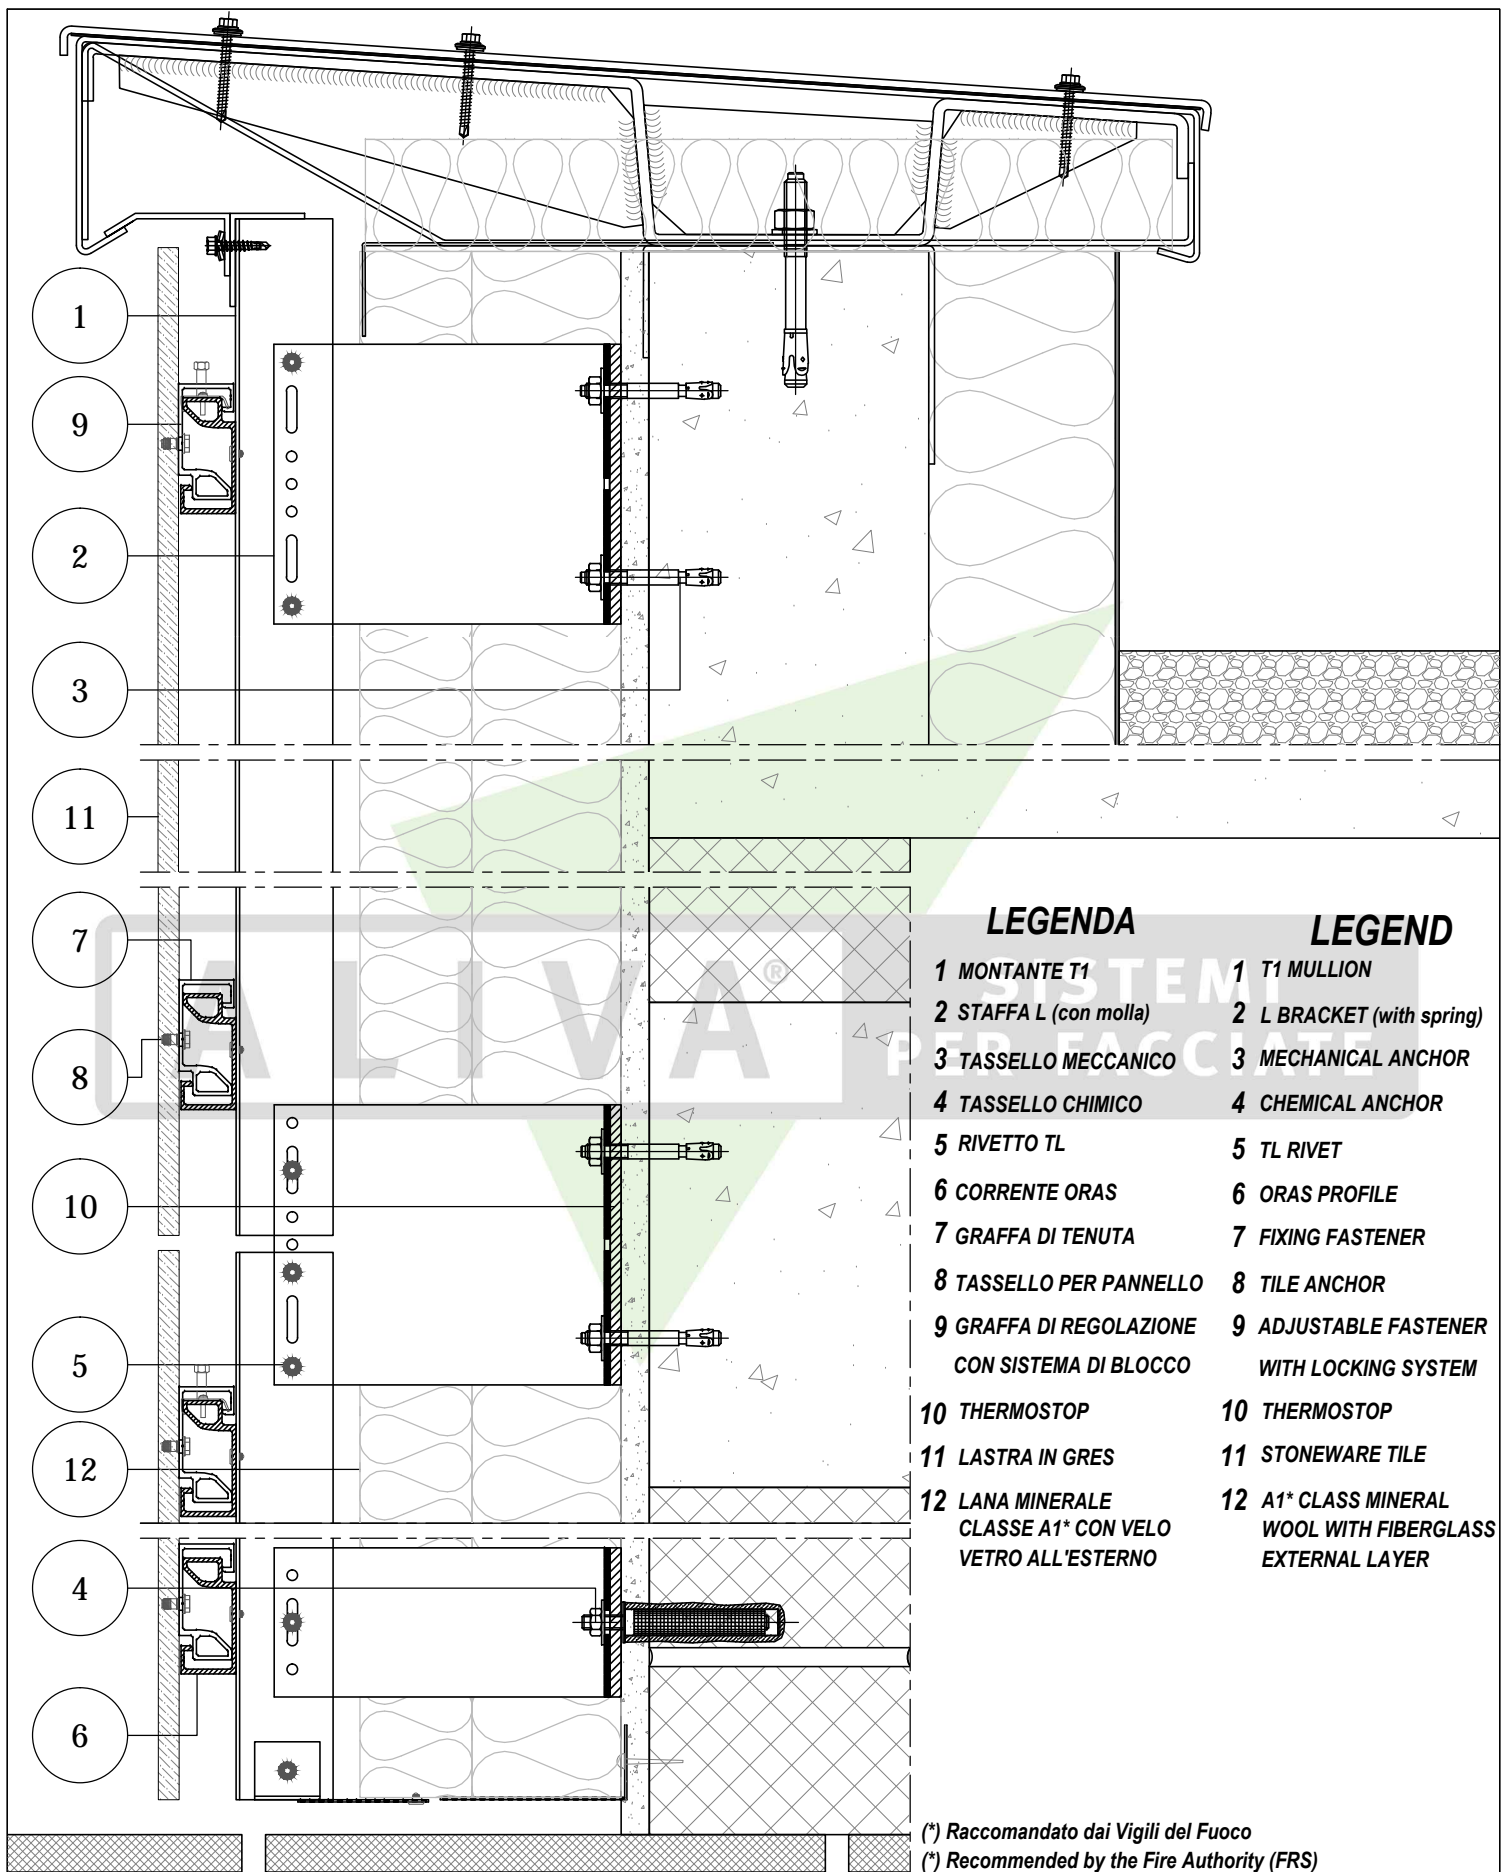 1
9
2
3
11
7
8
10
5
12
4
6
ALIVA®
SISTEMI
PER FACCIATE
LEGENDA
1 MONTANTE T1
2 STAFFA L (con molla)
3 TASSELLO MECCANICO
4 TASSELLO CHIMICO
5 RIVETTO TL
6 CORRENTE ORAS
7 GRAFFA DI TENUTA
8 TASSELLO PER PANNELLO
9 GRAFFA DI REGOLAZIONE
CON SISTEMA DI BLOCCO
10 THERMOSTOP
11 LASTRA IN GRES
12 LANA MINERALE
CLASSE A1* CON VELO
VETRO ALL'ESTERNO
LEGEND
1 T1 MULLION
2 L BRACKET (with spring)
3 MECHANICAL ANCHOR
4 CHEMICAL ANCHOR
5 TL RIVET
6 ORAS PROFILE
7 FIXING FASTENER
8 TILE ANCHOR
9 ADJUSTABLE FASTENER
WITH LOCKING SYSTEM
10 THERMOSTOP
11 STONEWARE TILE
12 A1* CLASS MINERAL
WOOL WITH FIBERGLASS
EXTERNAL LAYER
(*) Raccomandato dai Vigili del Fuoco
(*) Recommended by the Fire Authority (FRS)